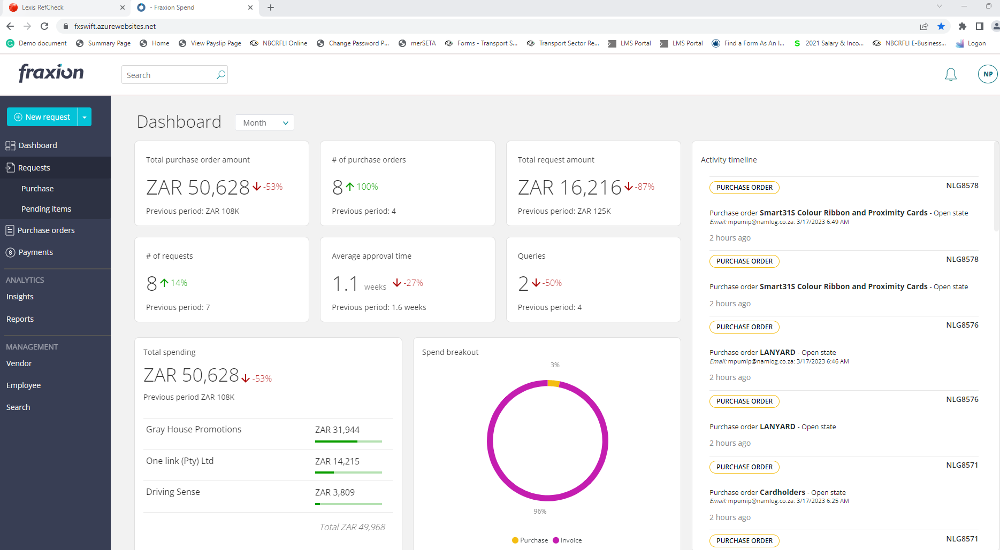 Lexis RefCheck
- Fraxion Spend
fxswift.azurewebsites.net
Demo document
Summary Page
Home
View Payslip Page
NBCRFLI Online
Change Password P...
merSETA
Forms - Transport S...
Transport Sector Re...
LMS Portal
LMS Portal
Find a Form As An I...
2021 Salary & Inco...
NBCRFLI E-Business...
Logon
fraxion
Search
NP
New request
Dashboard
Requests
Purchase
Pending items
Purchase orders
Payments
ANALYTICS
Insights
Reports
MANAGEMENT
Vendor
Employee
Search
Dashboard
Month
Total purchase order amount
ZAR 50,628 -53%
Previous period: ZAR 108K
# of purchase orders
8 100%
Previous period: 4
Total request amount
ZAR 16,216 -87%
Previous period: ZAR 125K
# of requests
8 14%
Previous period: 7
Average approval time
1.1 weeks -27%
Previous period: 1.6 weeks
Queries
2 -50%
Previous period: 4
Total spending
ZAR 50,628 -53%
Previous period ZAR 108K
Gray House Promotions ZAR 31,944
One link (Pty) Ltd ZAR 14,215
Driving Sense ZAR 3,809
Total ZAR 49,968
Spend breakout
3%
96%
Purchase Invoice
Activity timeline
PURCHASE ORDER NLG8578
Purchase order Smart31S Colour Ribbon and Proximity Cards - Open state
Email: mpumip@namlog.co.za: 3/17/2023 6:49 AM
2 hours ago
PURCHASE ORDER NLG8578
Purchase order Smart31S Colour Ribbon and Proximity Cards - Open state
2 hours ago
PURCHASE ORDER NLG8576
Purchase order LANYARD - Open state
Email: mpumip@namlog.co.za: 3/17/2023 6:46 AM
2 hours ago
PURCHASE ORDER NLG8576
Purchase order LANYARD - Open state
2 hours ago
PURCHASE ORDER NLG8571
Purchase order Cardholders - Open state
Email: mpumip@namlog.co.za: 3/17/2023 6:25 AM
2 hours ago
PURCHASE ORDER NLG8571